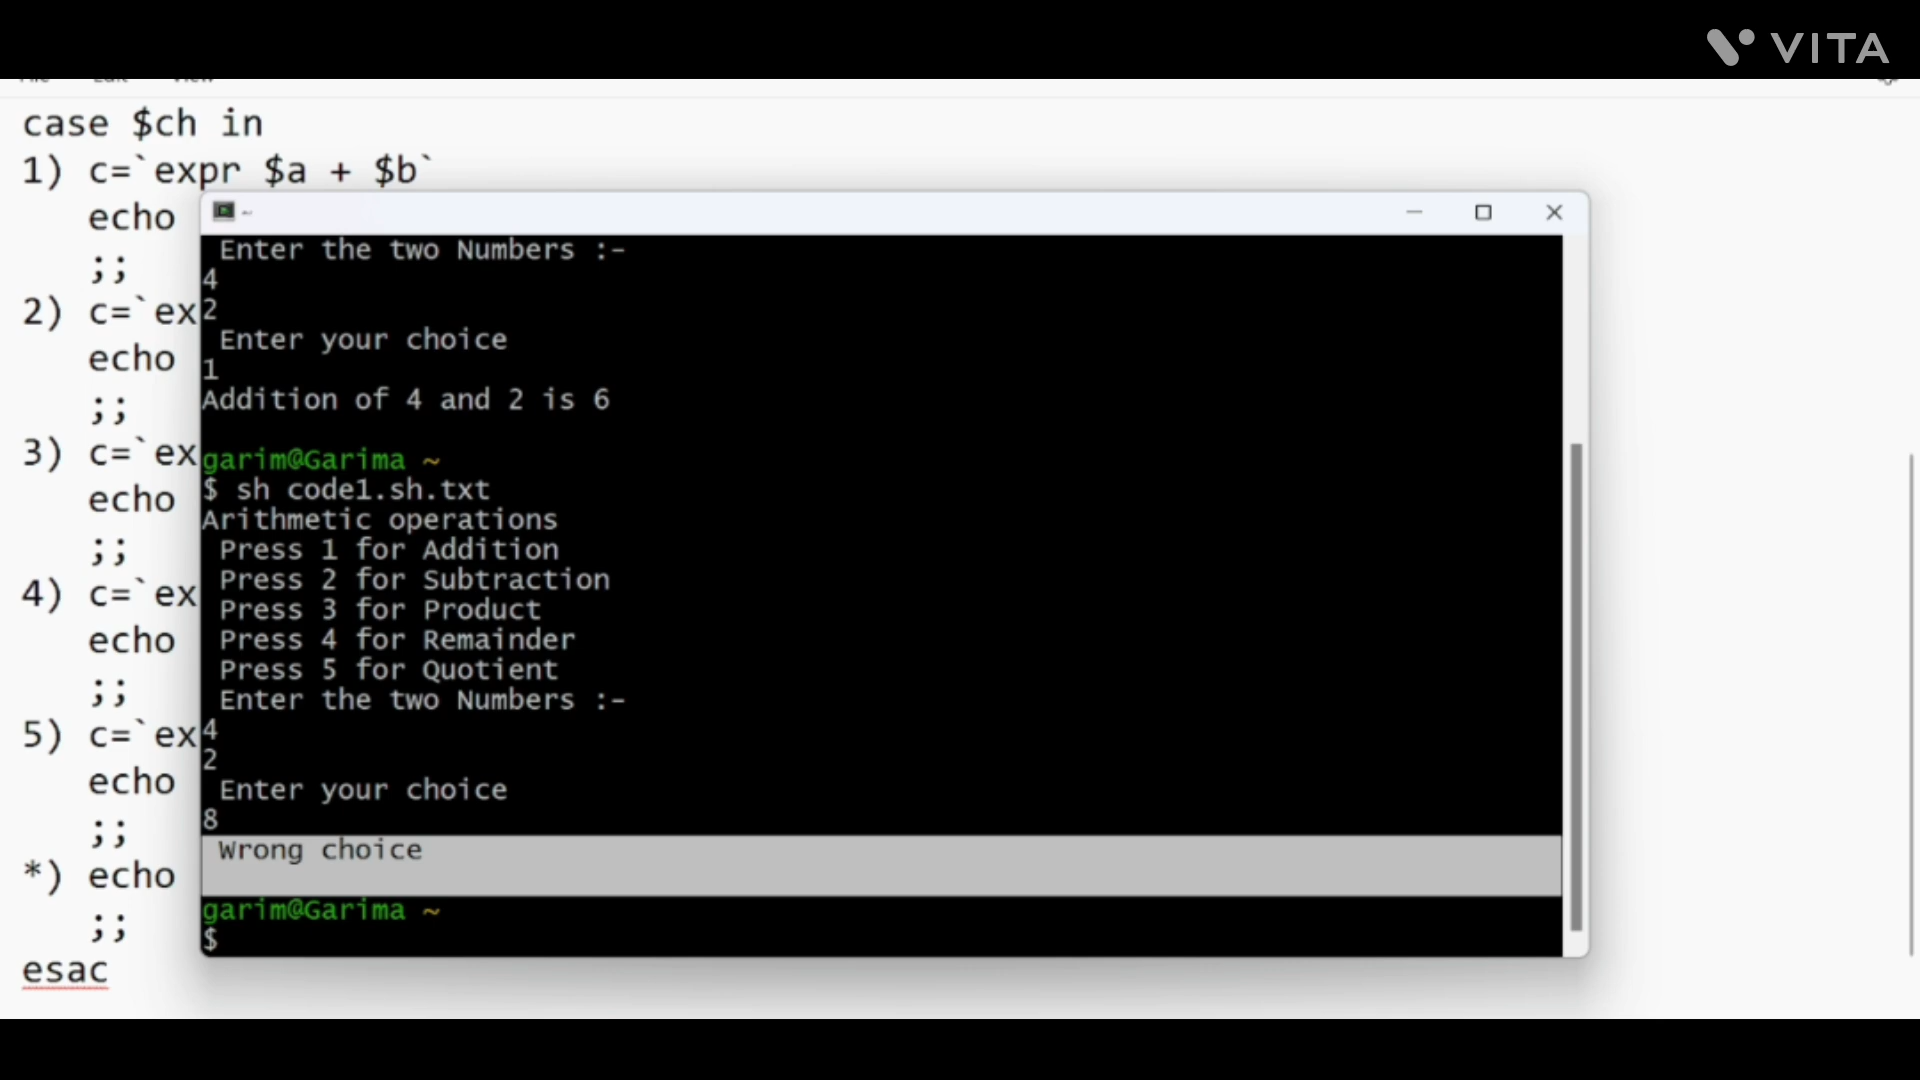 VITA
case $ch in
1) c=`expr $a + $b`
echo
;;
2) c=`ex
echo
;;
3) c=`ex
echo
;;
4) c=`ex
echo
;;
5) c=`ex
echo
;;
*) echo
;;
esac
~
Enter the two Numbers :-
4
2
Enter your choice
1
Addition of 4 and 2 is 6
garim@Garima ~
$ sh code1.sh.txt
Arithmetic operations
Press 1 for Addition
Press 2 for Subtraction
Press 3 for Product
Press 4 for Remainder
Press 5 for Quotient
Enter the two Numbers :-
4
2
Enter your choice
8
Wrong choice
garim@Garima ~
$